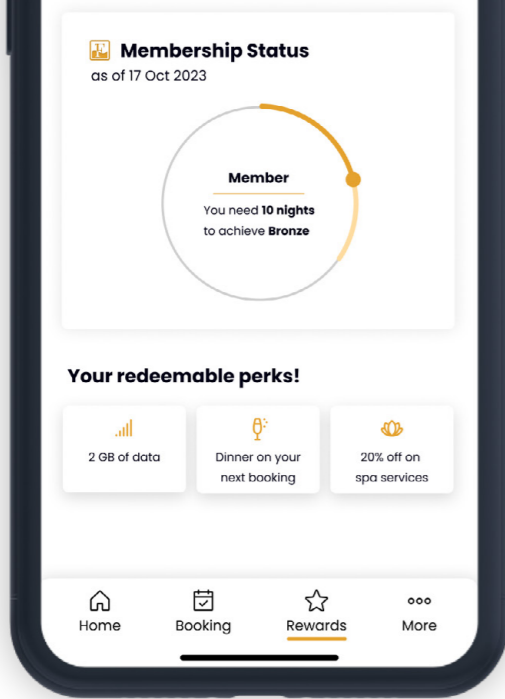 Membership Status
as of 17 Oct 2023
Member
You need 10 nights
to achieve Bronze
Your redeemable perks!
2 GB of data
Dinner on your
next booking
20% off on
spa services
Home
Booking
Rewards
More